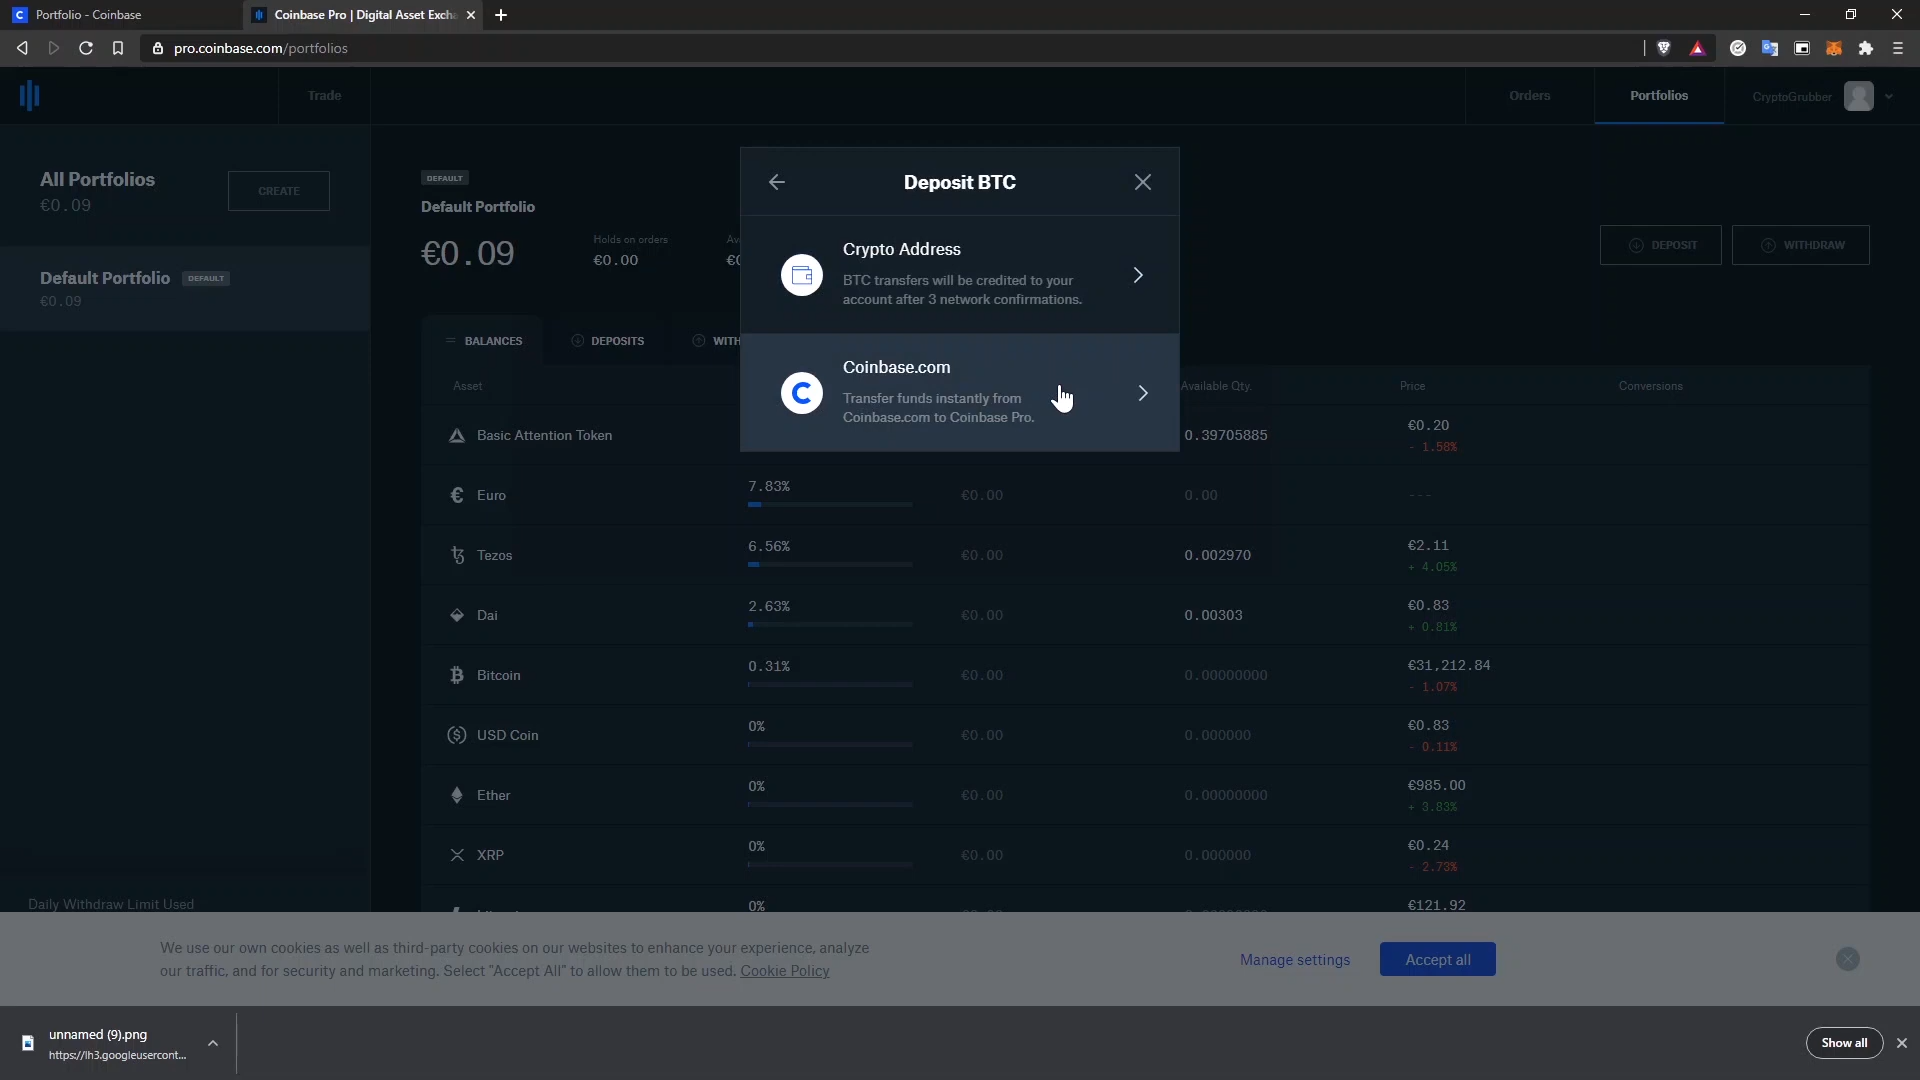 Portfolio - Coinbase
Coinbase Pro | Digital Asset Excha
pro.coinbase.com/portfolios
Trade
Orders
Portfolios
CryptoGrubber
All Portfolios
€0.09
CREATE
Default Portfolio DEFAULT
€0.09
DEFAULT
Default Portfolio
€0.09
Holds on orders
€0.00
DEPOSIT
WITHDRAW
Deposit BTC
Crypto Address
BTC transfers will be credited to your
account after 3 network confirmations.
Coinbase.com
Transfer funds instantly from
Coinbase.com to Coinbase Pro.
BALANCES
DEPOSITS
WITH
Asset
Available Qty.
Price
Conversions
Basic Attention Token
0.39705885
€0.20
- 1.58%
Euro
7.83%
€0.00
0.00
---
Tezos
6.56%
€0.00
0.002970
€2.11
+ 4.05%
Dai
2.63%
€0.00
0.00303
€0.83
+ 0.81%
Bitcoin
0.31%
€0.00
0.00000000
€31,212.84
- 1.07%
USD Coin
0%
€0.00
0.000000
€0.83
- 0.11%
Ether
0%
€0.00
0.00000000
€985.00
+ 3.83%
XRP
0%
€0.00
0.000000
€0.24
- 2.73%
0%
€121.92
Daily Withdraw Limit Used
We use our own cookies as well as third-party cookies on our websites to enhance your experience, analyze
our traffic, and for security and marketing. Select "Accept All" to allow them to be used. Cookie Policy
Manage settings
Accept all
unnamed (9).png
https://lh3.googleusercont...
Show all